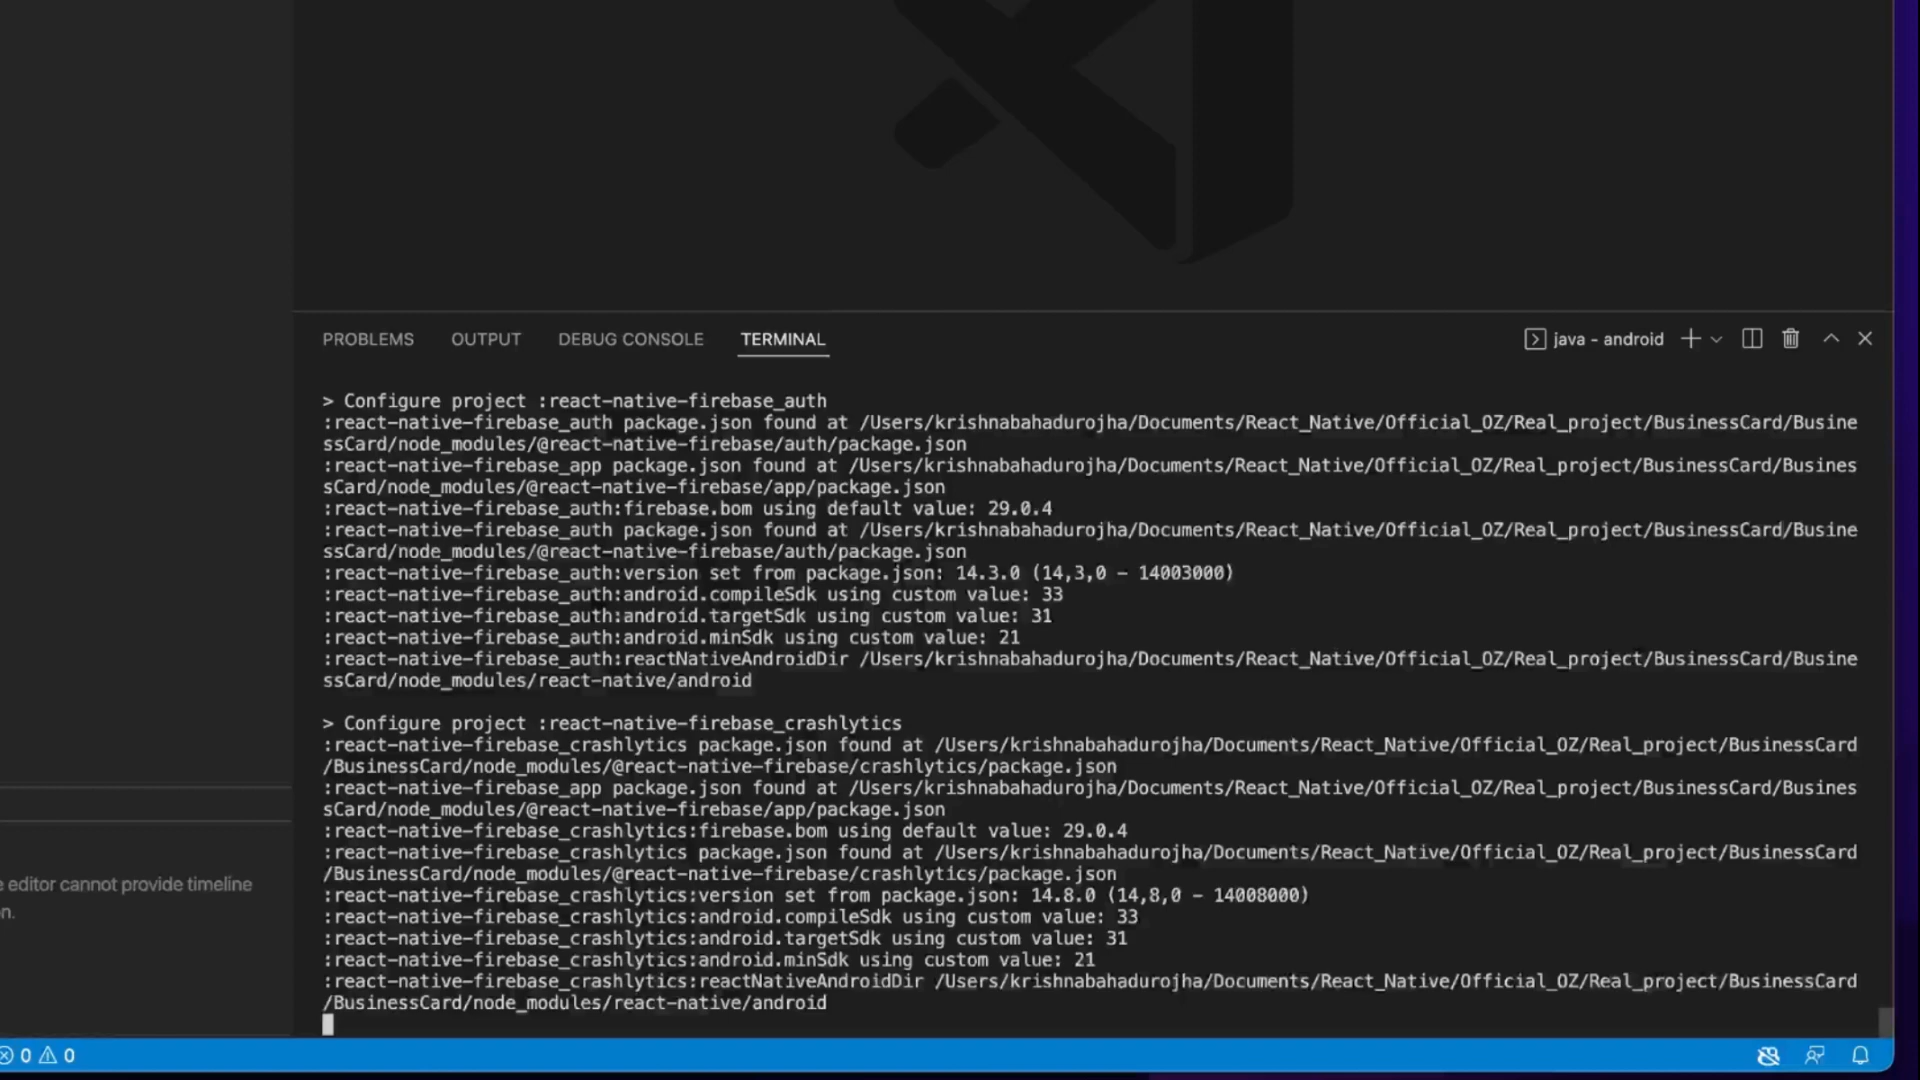 PROBLEMS OUTPUT DEBUG CONSOLE TERMINAL java - android
> Configure project :react-native-firebase_auth
:react-native-firebase_auth package.json found at /Users/krishnabahadurojha/Documents/React_Native/Official_OZ/Real_project/BusinessCard/Busine
ssCard/node_modules/@react-native-firebase/auth/package.json
:react-native-firebase_app package.json found at /Users/krishnabahadurojha/Documents/React_Native/Official_OZ/Real_project/BusinessCard/Busines
sCard/node_modules/@react-native-firebase/app/package.json
:react-native-firebase_auth:firebase.bom using default value: 29.0.4
:react-native-firebase_auth package.json found at /Users/krishnabahadurojha/Documents/React_Native/Official_OZ/Real_project/BusinessCard/Busine
ssCard/node_modules/@react-native-firebase/auth/package.json
:react-native-firebase_auth:version set from package.json: 14.3.0 (14,3,0 - 14003000)
:react-native-firebase_auth:android.compileSdk using custom value: 33
:react-native-firebase_auth:android.targetSdk using custom value: 31
:react-native-firebase_auth:android.minSdk using custom value: 21
:react-native-firebase_auth:reactNativeAndroidDir /Users/krishnabahadurojha/Documents/React_Native/Official_OZ/Real_project/BusinessCard/Busine
ssCard/node_modules/react-native/android
> Configure project :react-native-firebase_crashlytics
:react-native-firebase_crashlytics package.json found at /Users/krishnabahadurojha/Documents/React_Native/Official_OZ/Real_project/BusinessCard
/BusinessCard/node_modules/@react-native-firebase/crashlytics/package.json
:react-native-firebase_app package.json found at /Users/krishnabahadurojha/Documents/React_Native/Official_OZ/Real_project/BusinessCard/Busines
sCard/node_modules/@react-native-firebase/app/package.json
:react-native-firebase_crashlytics:firebase.bom using default value: 29.0.4
:react-native-firebase_crashlytics package.json found at /Users/krishnabahadurojha/Documents/React_Native/Official_OZ/Real_project/BusinessCard
/BusinessCard/node_modules/@react-native-firebase/crashlytics/package.json
:react-native-firebase_crashlytics:version set from package.json: 14.8.0 (14,8,0 - 14008000)
:react-native-firebase_crashlytics:android.compileSdk using custom value: 33
:react-native-firebase_crashlytics:android.targetSdk using custom value: 31
:react-native-firebase_crashlytics:android.minSdk using custom value: 21
:react-native-firebase_crashlytics:reactNativeAndroidDir /Users/krishnabahadurojha/Documents/React_Native/Official_OZ/Real_project/BusinessCard
/BusinessCard/node_modules/react-native/android
e editor cannot provide timeline
n.
0 0